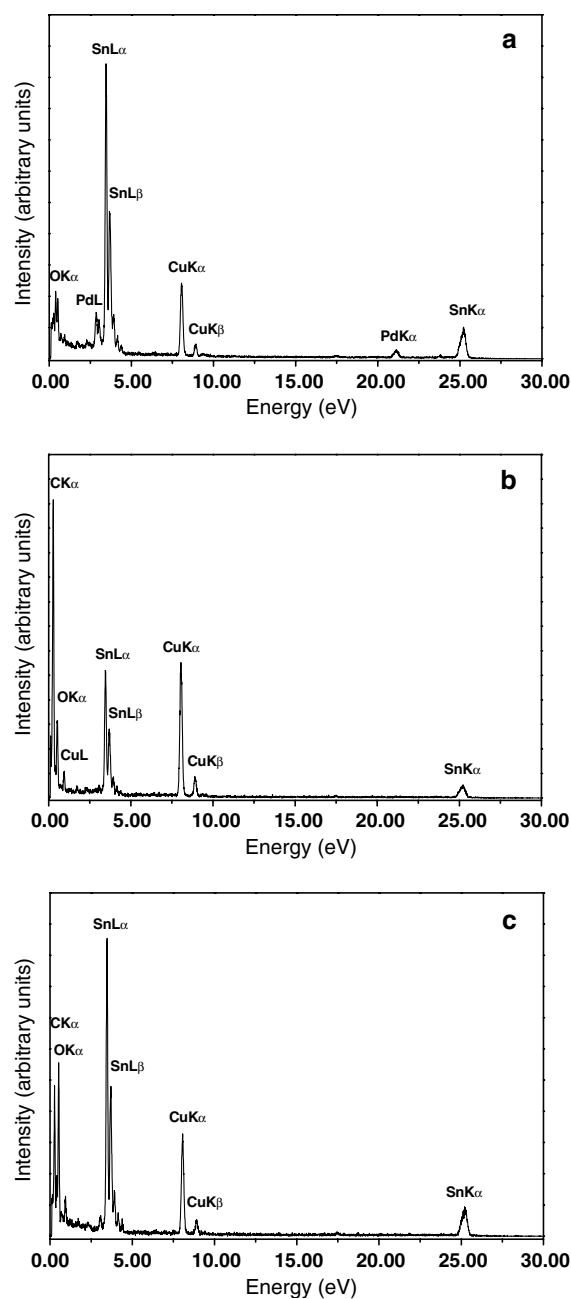 a
SnLα
SnLβ
OKα
PdL
CuKα
CuKβ
PdKα
SnKα
Intensity (arbitrary units)
0.00 5.00 10.00 15.00 20.00 25.00 30.00
Energy (eV)
b
CKα
OKα
CuL
SnLα
SnLβ
CuKα
CuKβ
SnKα
Intensity (arbitrary units)
0.00 5.00 10.00 15.00 20.00 25.00 30.00
Energy (eV)
c
SnLα
CKα
OKα
SnLβ
CuKα
CuKβ
SnKα
Intensity (arbitrary units)
0.00 5.00 10.00 15.00 20.00 25.00 30.00
Energy (eV)